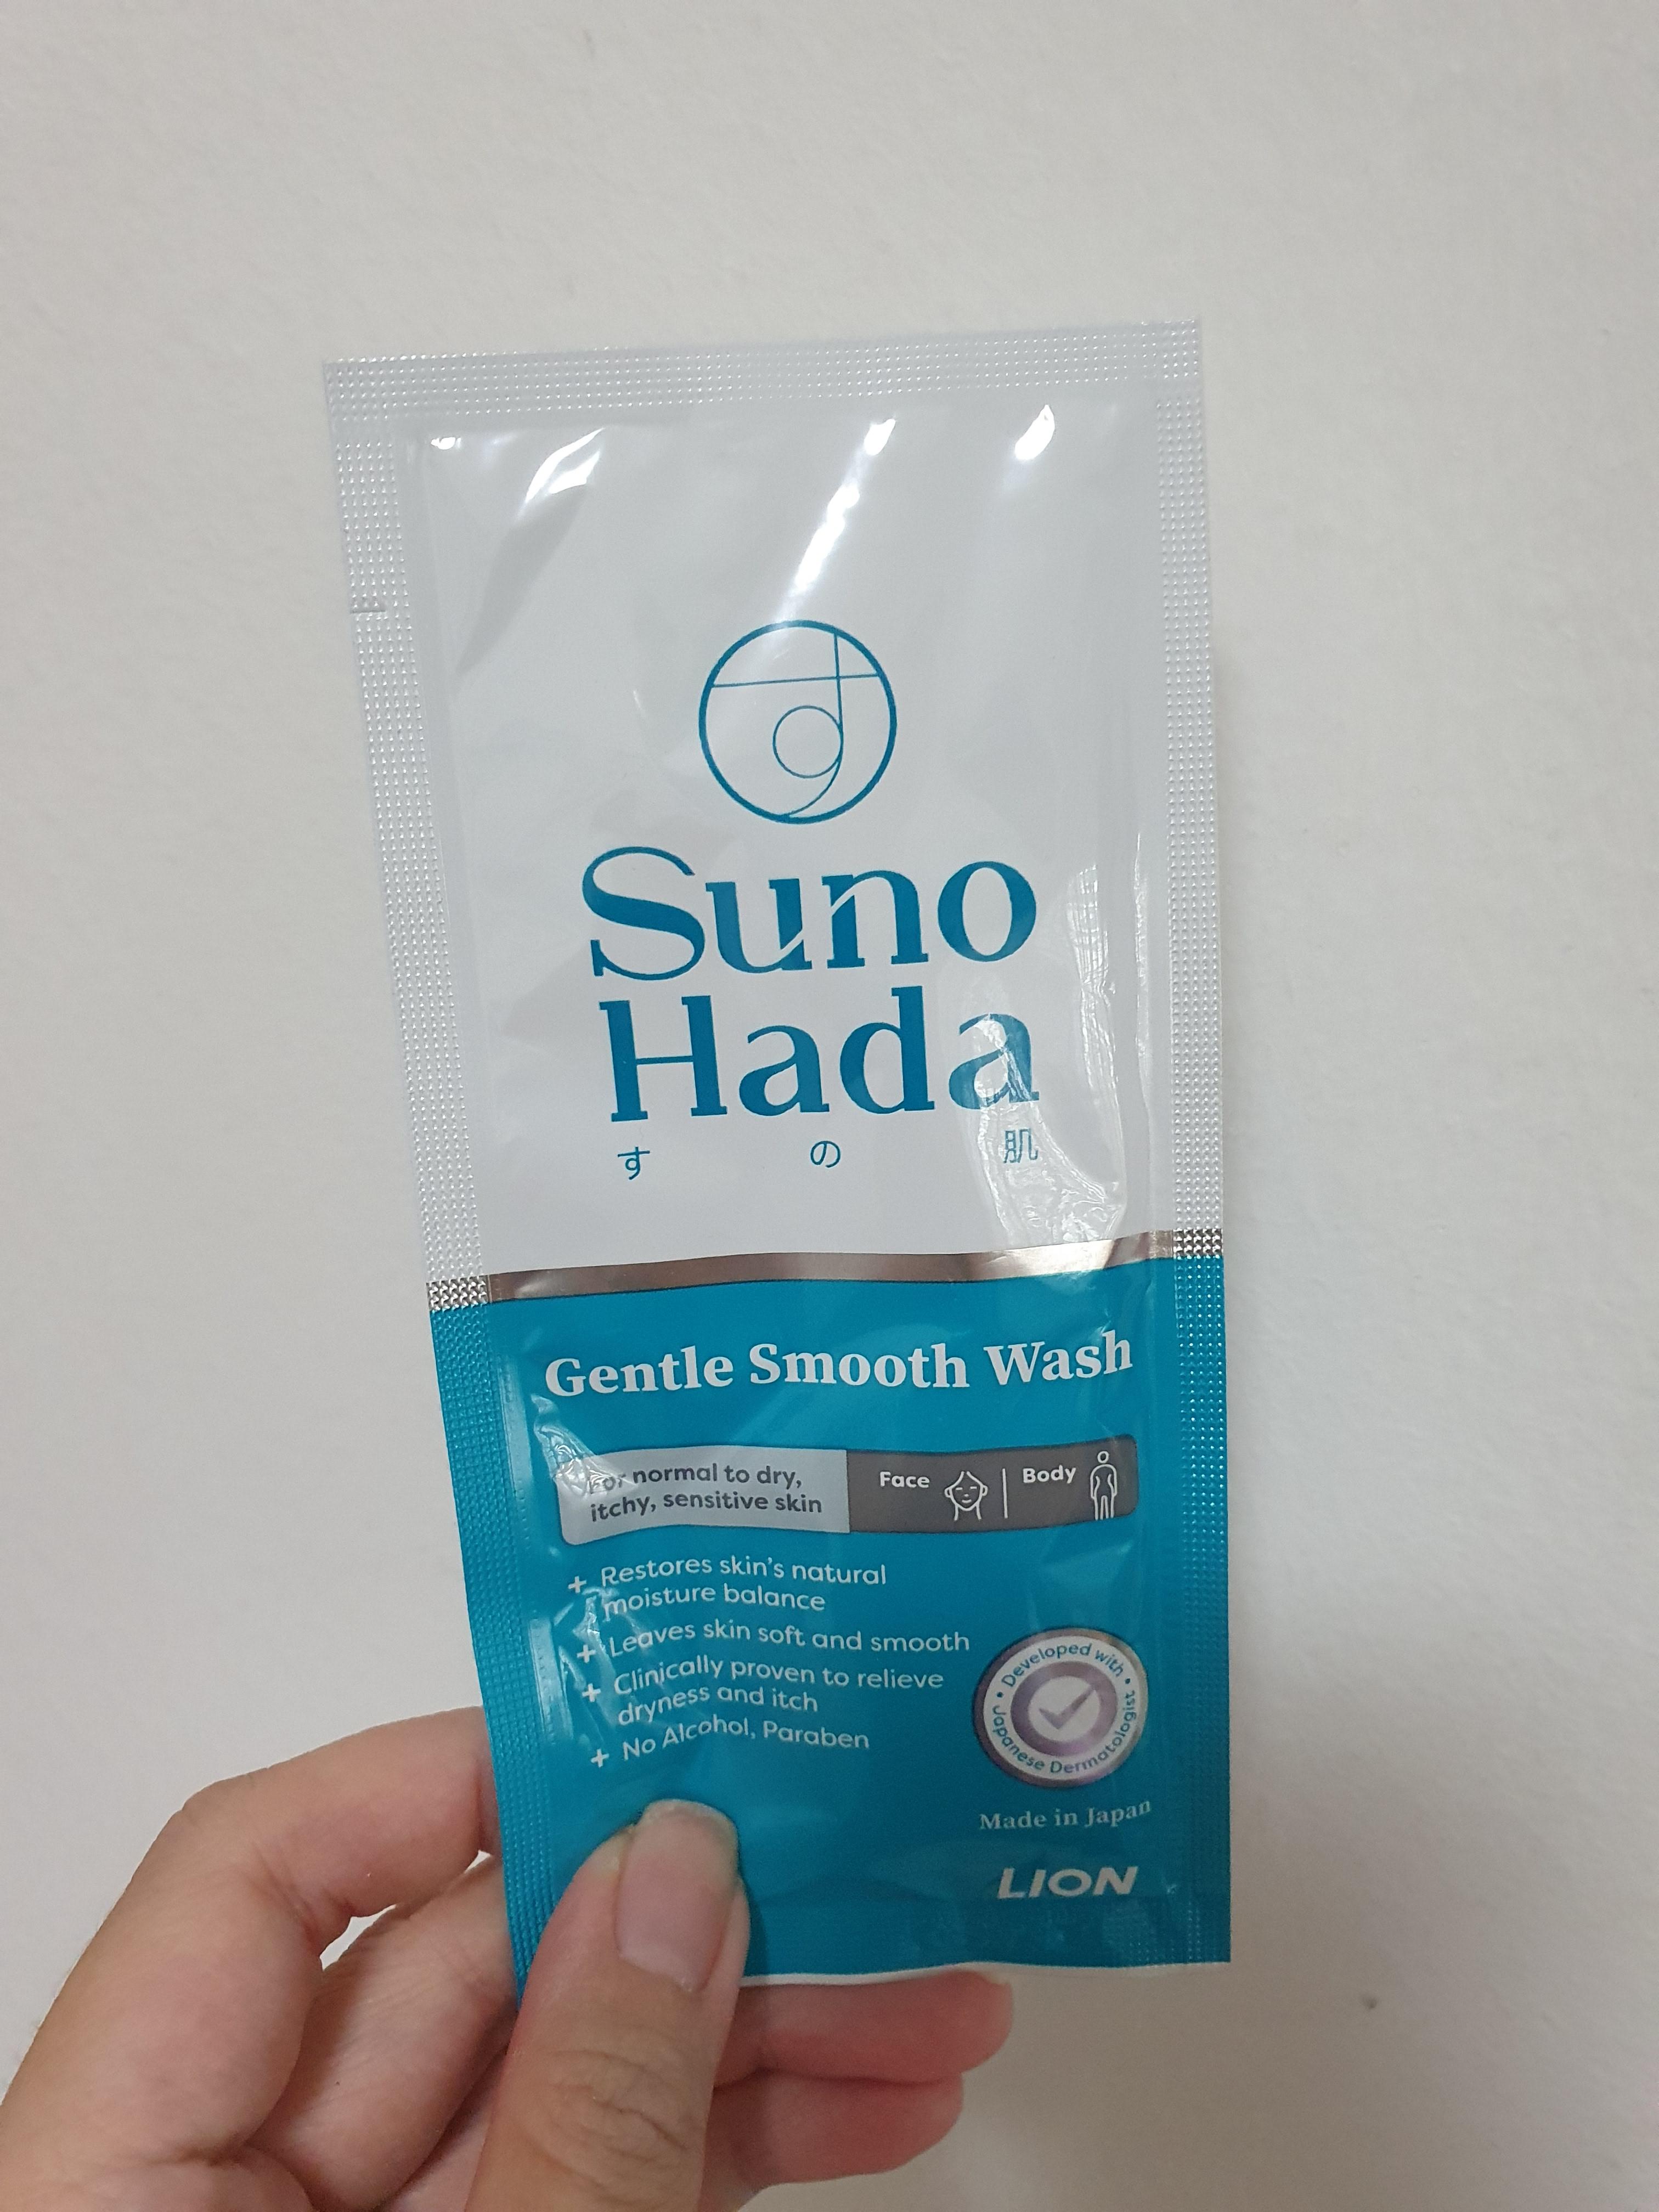 Suno
Hada
すの肌
Gentle Smooth Wash
For normal to dry,
itchy, sensitive skin
Face
Body
+ Restores skin's natural
moisture balance
+ Leaves skin soft and smooth
+ Clinically proven to relieve
dryness and itch
+ No Alcohol, Paraben
• Developed with •
Japanese Dermatologist
Made in Japan
LION